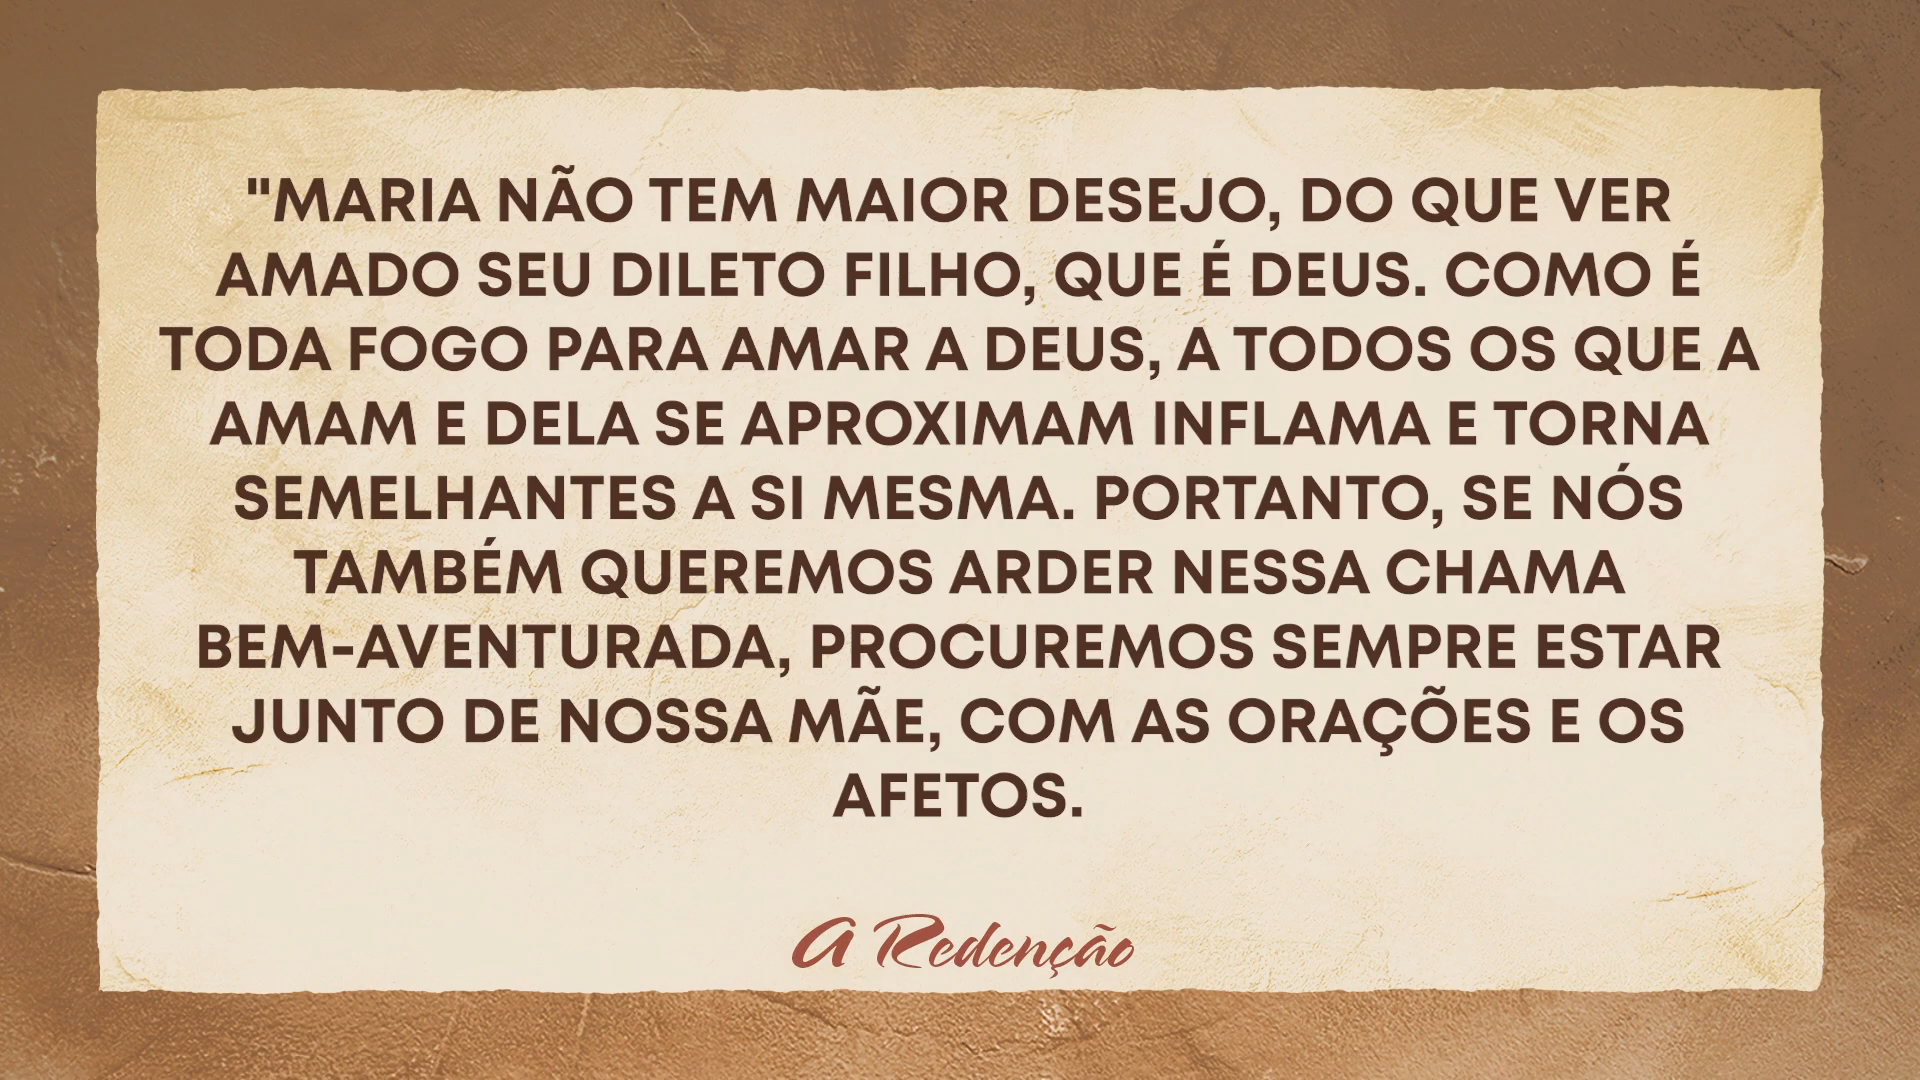 "MARIA NÃO TEM MAIOR DESEJO, DO QUE VER
AMADO SEU DILETO FILHO, QUE É DEUS. COMO É
TODA FOGO PARA AMAR A DEUS, A TODOS OS QUE A
AMAM E DELA SE APROXIMAM INFLAMA E TORNA
SEMELHANTES A SI MESMA. PORTANTO, SE NÓS
TAMBÉM QUEREMOS ARDER NESSA CHAMA
BEM-AVENTURADA, PROCUREMOS SEMPRE ESTAR
JUNTO DE NOSSA MÃE, COM AS ORAÇÕES E OS
AFETOS.
A Redenção